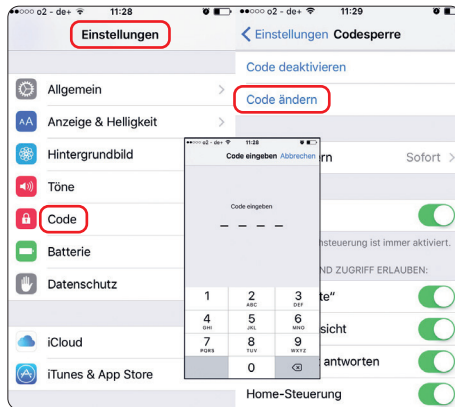 ●●○○○ o2 - de+ 11:28
Einstellungen
Allgemein
Anzeige & Helligkeit
AA
Hintergrundbild
Töne
Code
Batterie
Datenschutz
iCloud
iTunes & App Store
●●○○○ o2 - de+ 11:29
Einstellungen Codesperre
Code deaktivieren
Code ändern
rn Sofort
hsteuerung ist immer aktiviert.
ND ZUGRIFF ERLAUBEN:
te“
sicht
antworten
Home-Steuerung
●●○○○ o2 - de+ 11:28
Code eingeben Abbrechen
Code eingeben
1 2 3
ABC DEF
4 5 6
GHI JKL MNO
7 8 9
PQRS TUV WXYZ
0